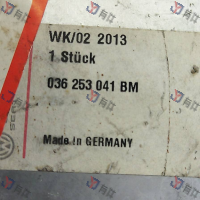 WK/02 2013
1 Stück
036 253 041 BM
Made in GERMANY